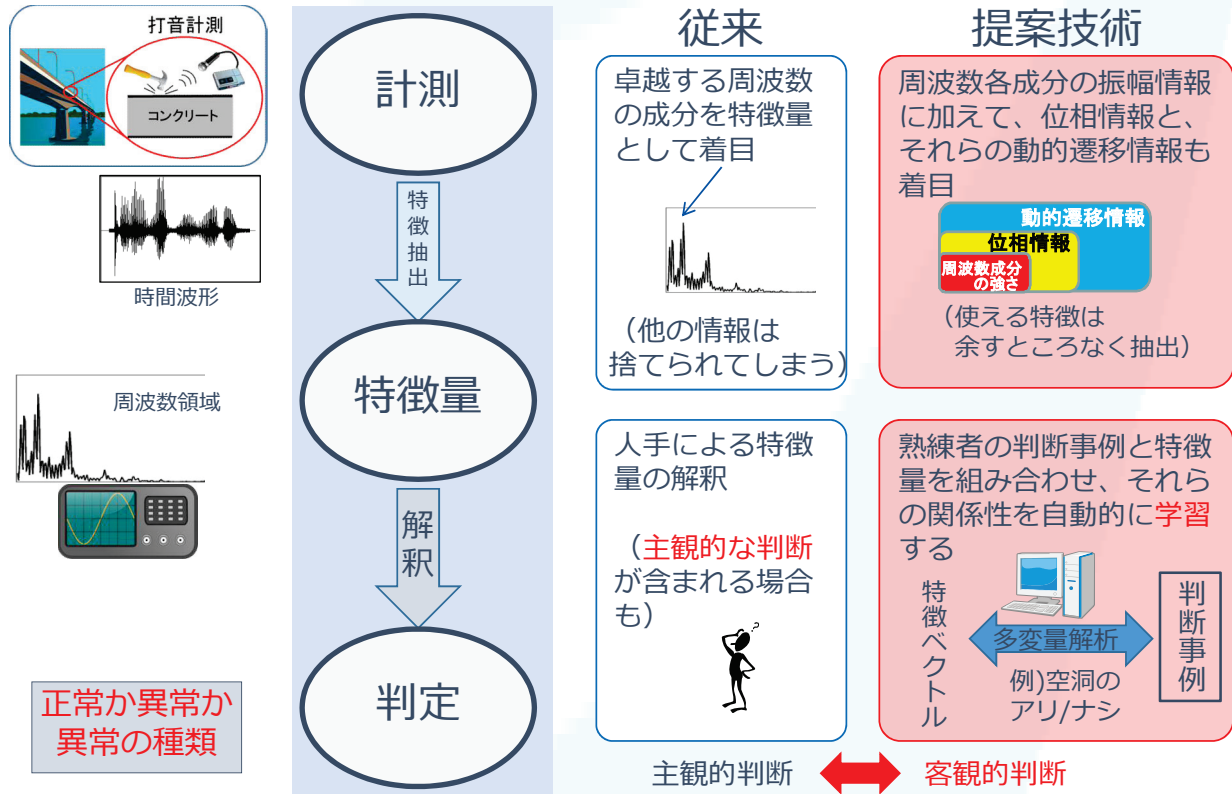 打音計測
コンクリート
時間波形
周波数領域
正常か異常か
異常の種類
計測
特徴抽出
特徴量
解釈
判定
従来
卓越する周波数
の成分を特徴量
として着目
（他の情報は
捨てられてしまう）
人手による特徴
量の解釈
（主観的な判断
が含まれる場合
も）
?
主観的判断
提案技術
周波数各成分の振幅情報
に加えて、位相情報と、
それらの動的遷移情報も
着目
動的遷移情報
位相情報
周波数成分
の強さ
（使える特徴は
余すところなく抽出）
熟練者の判断事例と特徴
量を組み合わせ、それら
の関係性を自動的に学習
する
特徴ベクトル
多変量解析
例)空洞の
アリ/ナシ
判断事例
客観的判断